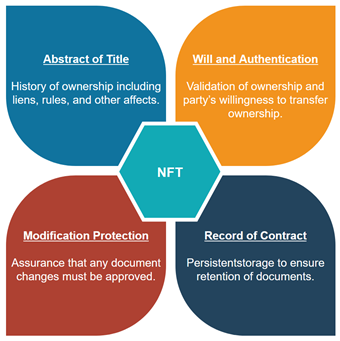 Abstract of Title
History of ownership including
liens, rules, and other affects.
Will and Authentication
Validation of ownership and
party's willingness to transfer
ownership.
NFT
Modification Protection
Assurance that any document
changes must be approved.
Record of Contract
Persistentstorage to ensure
retention of documents.